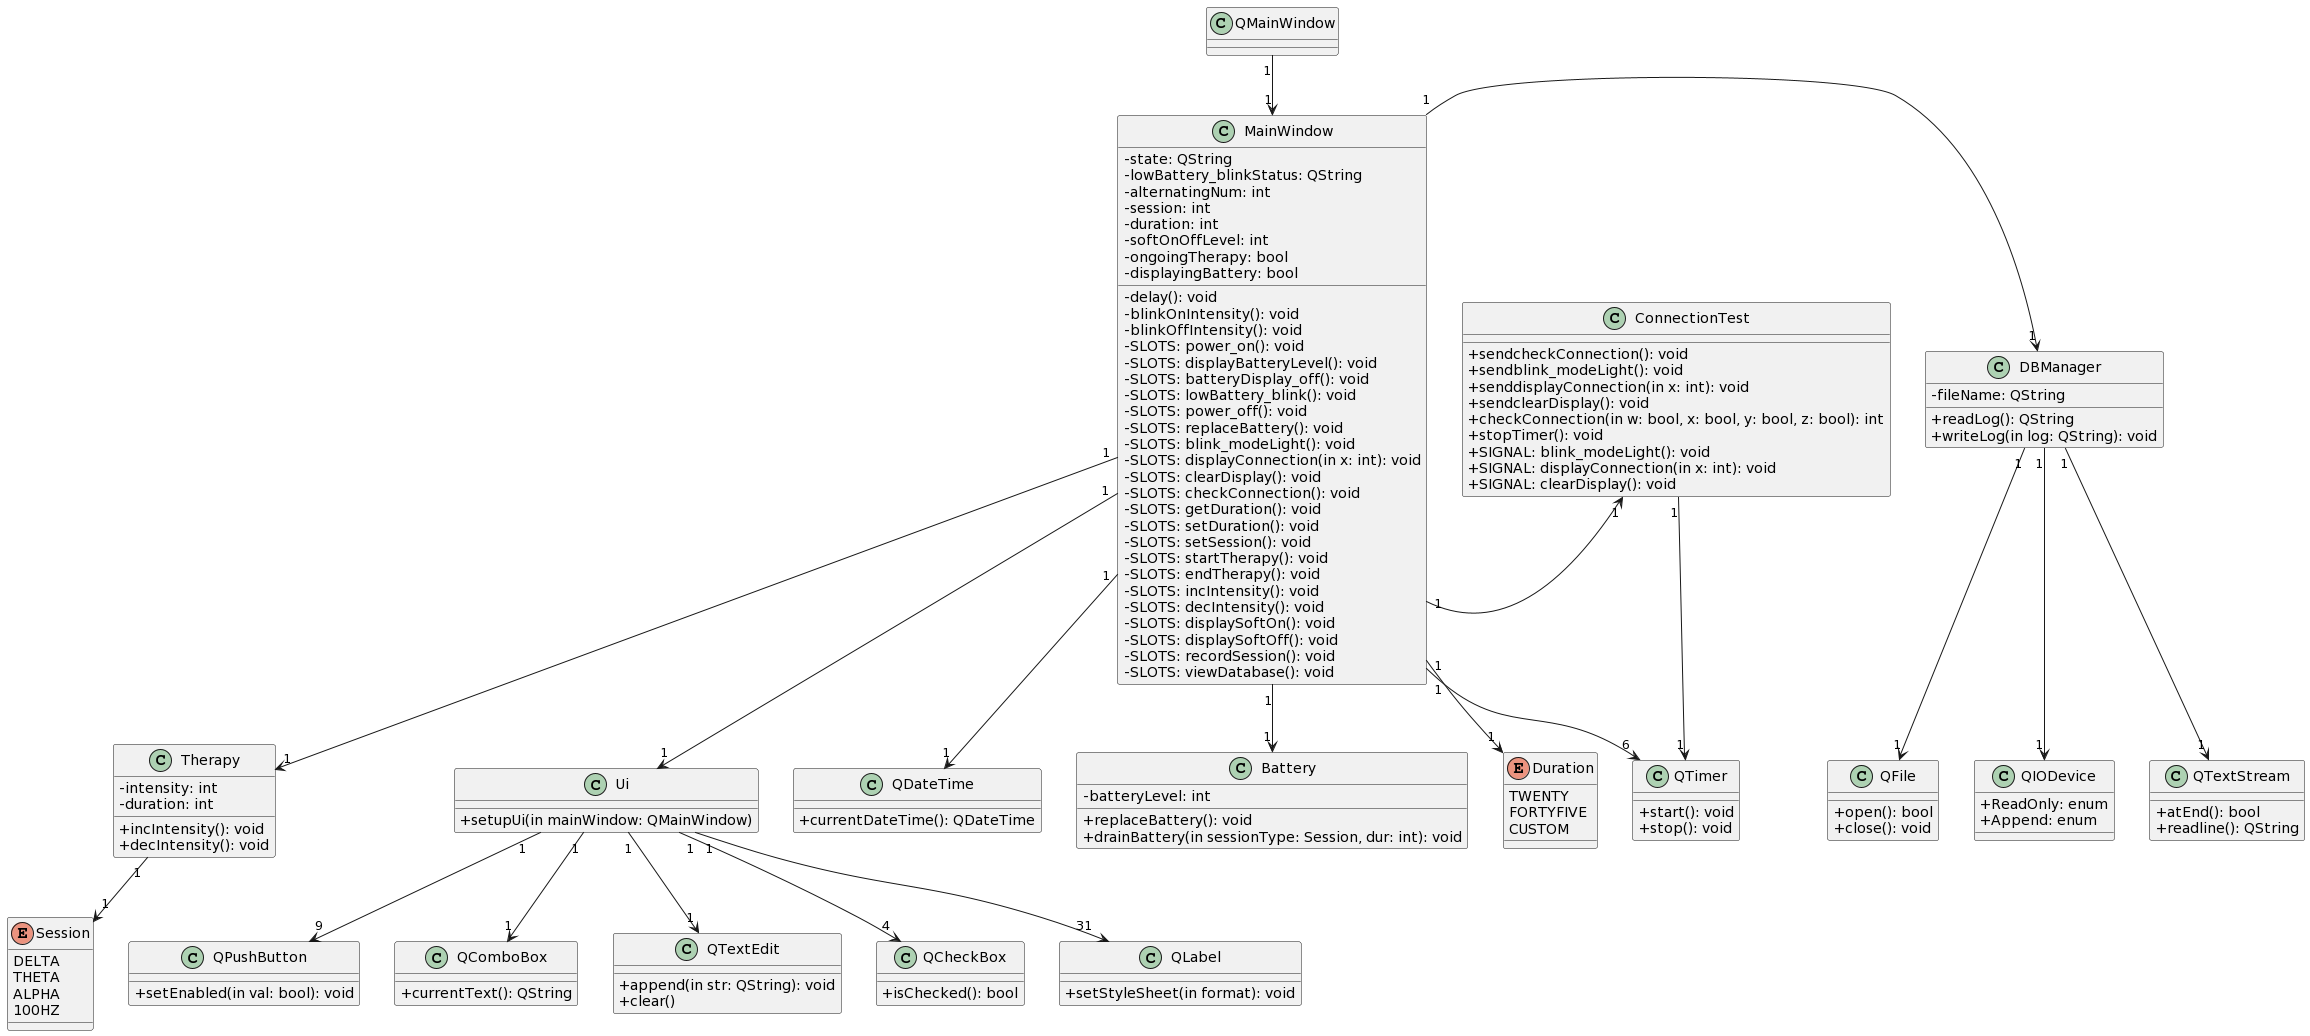 C QMainWindow
1
1
C MainWindow
-state: QString
-lowBattery_blinkStatus: QString
-alternatingNum: int
-session: int
-duration: int
-softOnOffLevel: int
-ongoingTherapy: bool
-displayingBattery: bool
-delay(): void
-blinkOnIntensity(): void
-blinkOffIntensity(): void
-SLOTS: power_on(): void
-SLOTS: displayBatteryLevel(): void
-SLOTS: batteryDisplay_off(): void
-SLOTS: lowBattery_blink(): void
-SLOTS: power_off(): void
-SLOTS: replaceBattery(): void
-SLOTS: blink_modeLight(): void
-SLOTS: displayConnection(in x: int): void
-SLOTS: clearDisplay(): void
-SLOTS: checkConnection(): void
-SLOTS: getDuration(): void
-SLOTS: setDuration(): void
-SLOTS: setSession(): void
-SLOTS: startTherapy(): void
-SLOTS: endTherapy(): void
-SLOTS: incIntensity(): void
-SLOTS: decIntensity(): void
-SLOTS: displaySoftOn(): void
-SLOTS: displaySoftOff(): void
-SLOTS: recordSession(): void
-SLOTS: viewDatabase(): void
1
1
1
1
1
1
1
1
C ConnectionTest
+sendcheckConnection(): void
+sendblink_modeLight(): void
+senddisplayConnection(in x: int): void
+sendclearDisplay(): void
+checkConnection(in w: bool, x: bool, y: bool, z: bool): int
+stopTimer(): void
+SIGNAL: blink_modeLight(): void
+SIGNAL: displayConnection(in x: int): void
+SIGNAL: clearDisplay(): void
1
1
1
C DBManager
-fileName: QString
+readLog(): QString
+writeLog(in log: QString): void
1
1
1
1
C Therapy
-intensity: int
-duration: int
+incIntensity(): void
+decIntensity(): void
1
1
C Ui
+setupUi(in mainWindow: QMainWindow)
1
1
1
1
1
1
C QDateTime
+currentDateTime(): QDateTime
1
C Battery
-batteryLevel: int
+replaceBattery(): void
+drainBattery(in sessionType: Session, dur: int): void
1
E Duration
TWENTY
FORTYFIVE
CUSTOM
6
1
C QTimer
+start(): void
+stop(): void
1
C QFile
+open(): bool
+close(): void
1
C QIODevice
+ReadOnly: enum
+Append: enum
1
C QTextStream
+atEnd(): bool
+readline(): QString
1
E Session
DELTA
THETA
ALPHA
100HZ
9
C QPushButton
+setEnabled(in val: bool): void
1
C QComboBox
+currentText(): QString
1
C QTextEdit
+append(in str: QString): void
+clear()
4
C QCheckBox
+isChecked(): bool
31
C QLabel
+setStyleSheet(in format): void